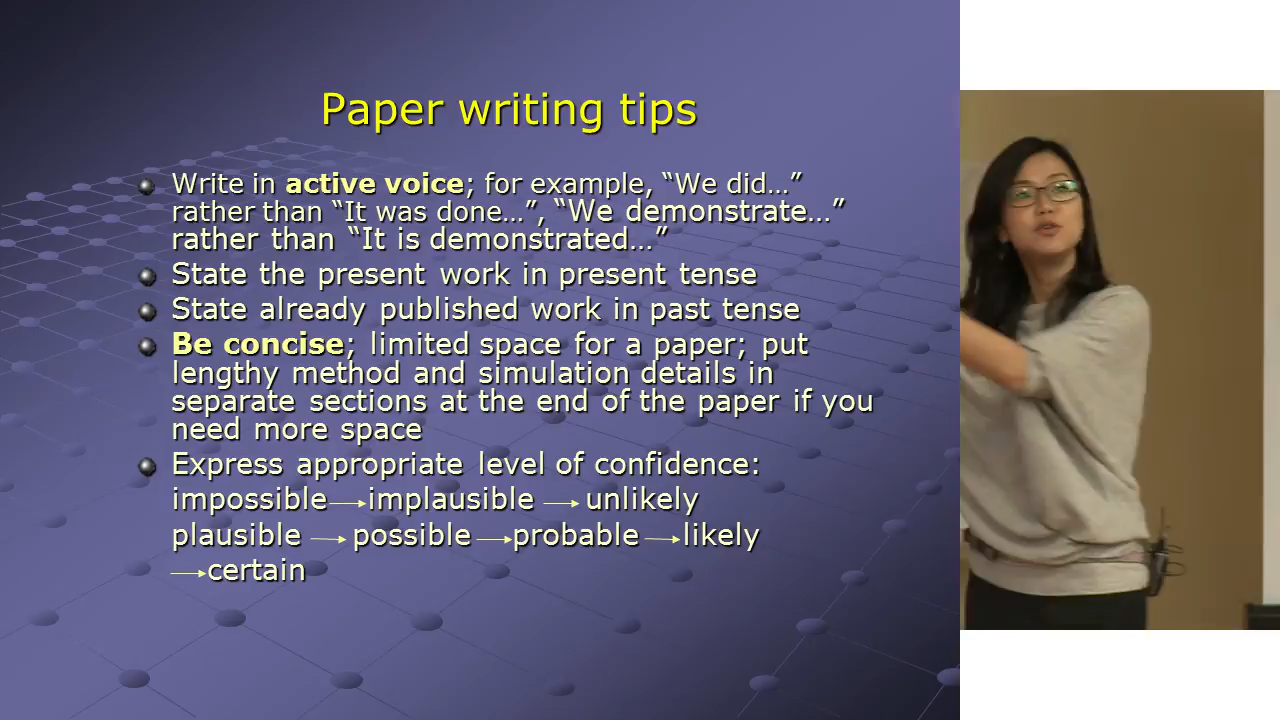 Paper writing tips
Write in active voice; for example, “We did…”
rather than “It was done…”, “We demonstrate…”
rather than “It is demonstrated…”
State the present work in present tense
State already published work in past tense
Be concise; limited space for a paper; put
lengthy method and simulation details in
separate sections at the end of the paper if you
need more space
Express appropriate level of confidence:
impossible → implausible → unlikely
plausible → possible → probable → likely
→ certain